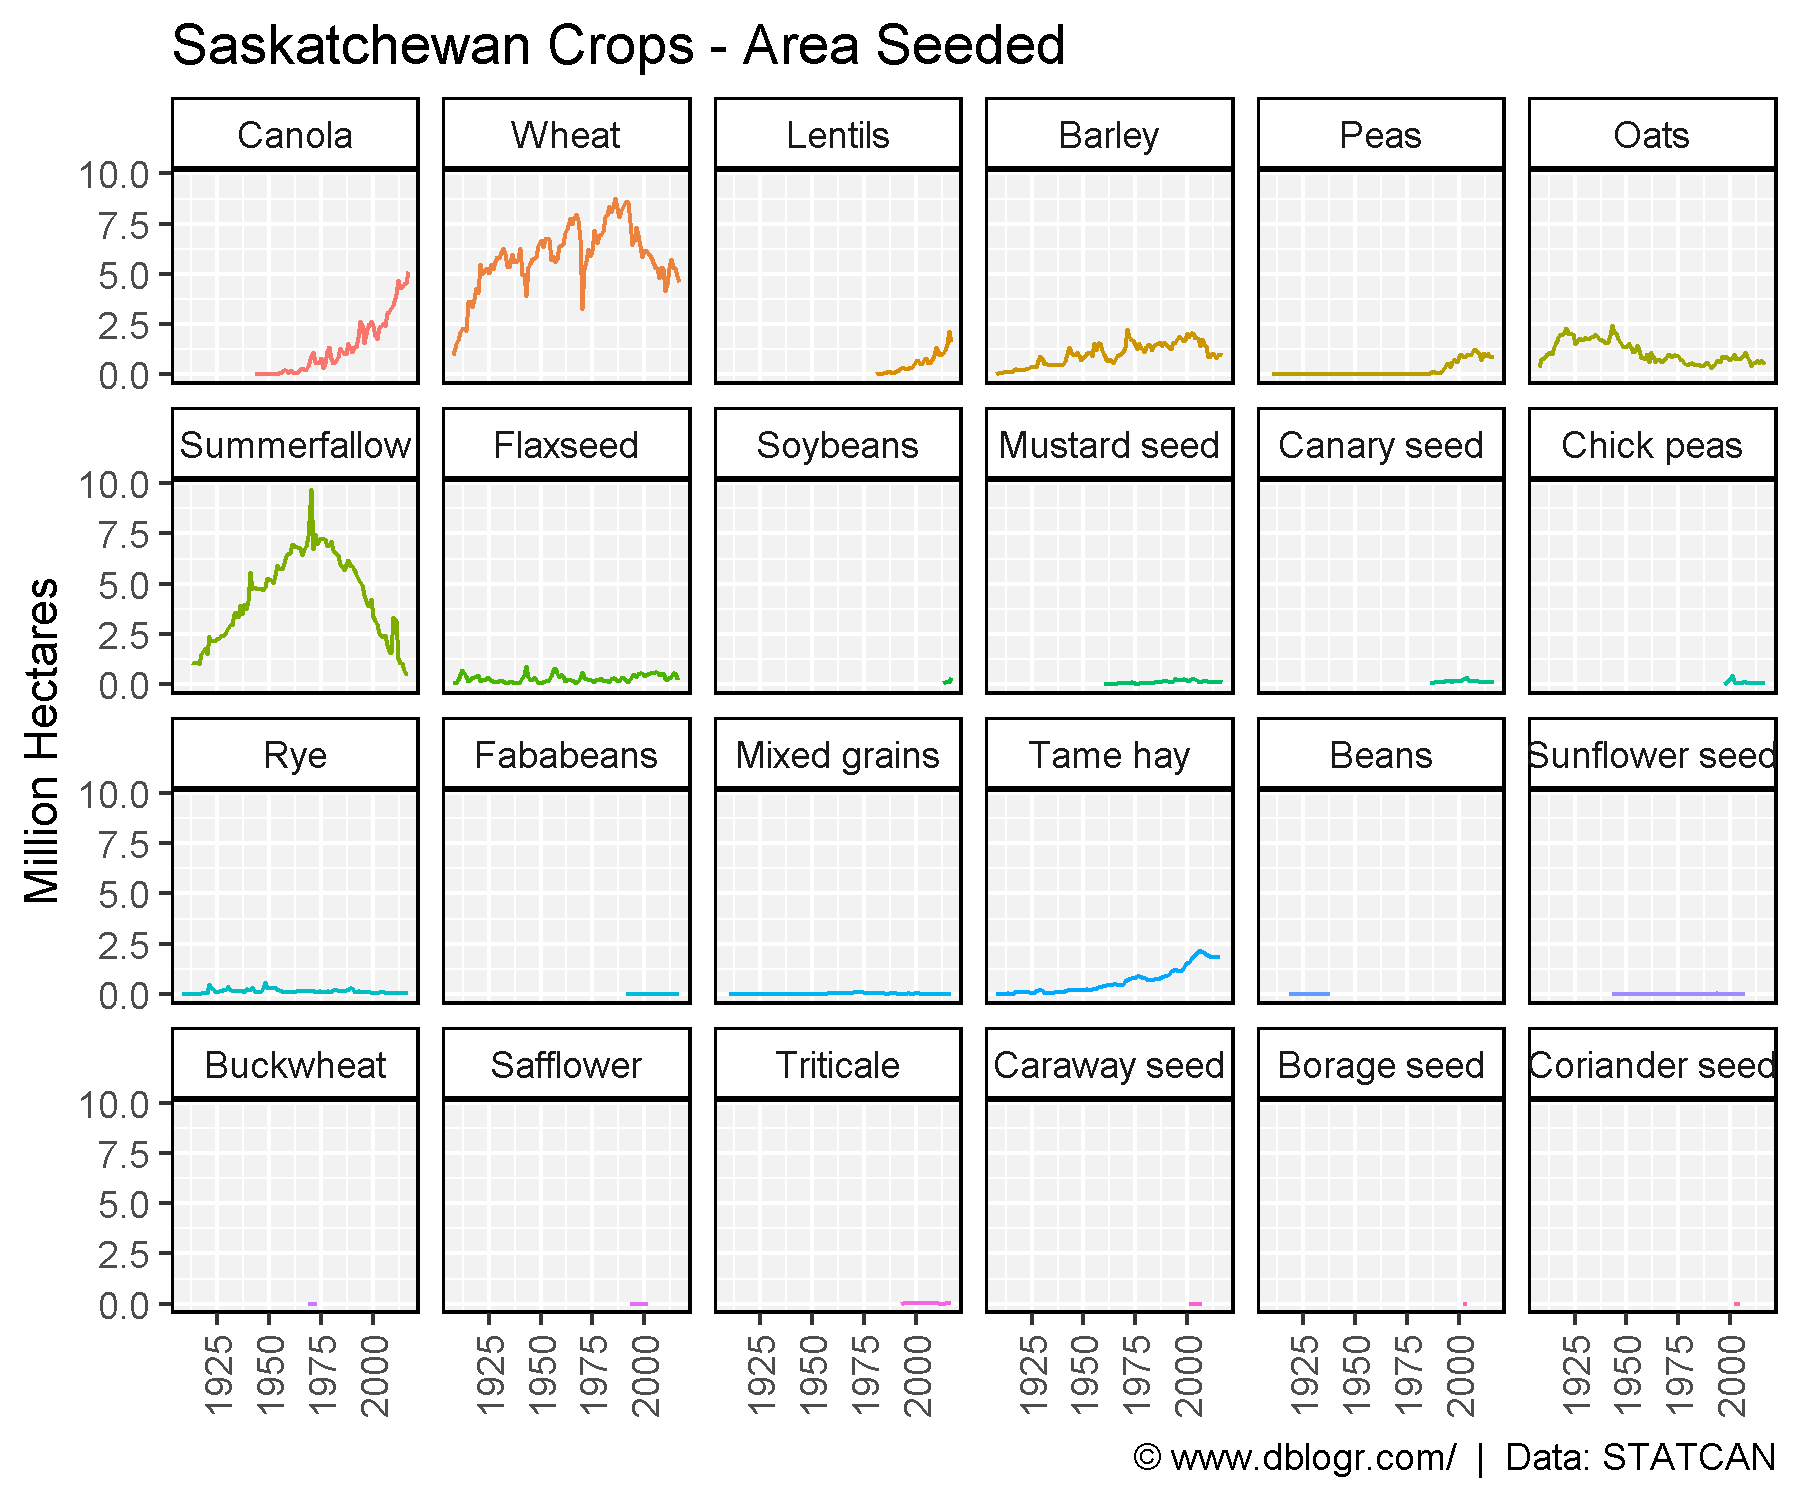 Saskatchewan Crops - Area Seeded
Canola Wheat Lentils Barley Peas Oats
10.0
7.5
5.0
2.5
0.0
Summerfallow Flaxseed Soybeans Mustard seed Canary seed Chick peas
10.0
7.5
5.0
2.5
0.0
Million Hectares
Rye Fababeans Mixed grains Tame hay Beans Sunflower seed
10.0
7.5
5.0
2.5
0.0
Buckwheat Safflower Triticale Caraway seed Borage seed Coriander seed
10.0
7.5
5.0
2.5
0.0
1925 1950 1975 2000 1925 1950 1975 2000 1925 1950 1975 2000 1925 1950 1975 2000 1925 1950 1975 2000 1925 1950 1975 2000
© www.dblogr.com/ | Data: STATCAN